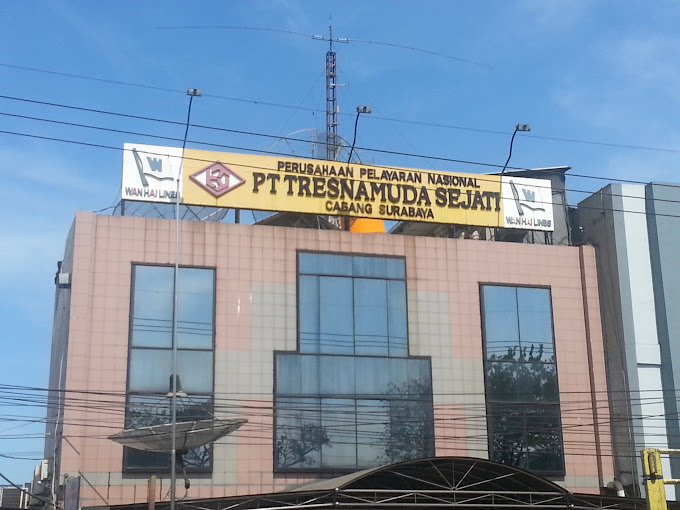 W
WAN HAI LINES
PERUSAHAAN PELAYARAN NASIONAL
PT TRESNAMUDA SEJATI
CABANG SURABAYA
W
WAN HAI LINES